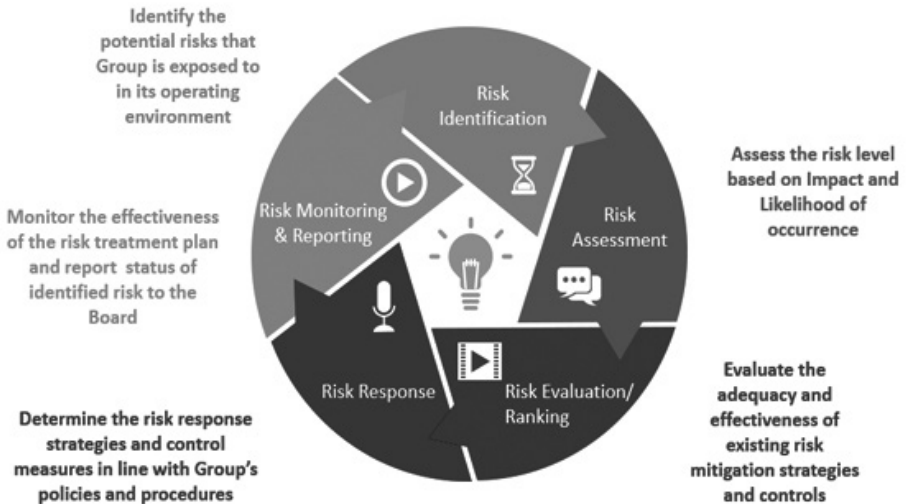 Identify the
potential risks that
Group is exposed to
in its operating
environment
Risk
Identification
Assess the risk level
based on Impact and
Likelihood of
occurrence
Risk
Assessment
Risk Monitoring
& Reporting
Monitor the effectiveness
of the risk treatment plan
and report status of
identified risk to the
Board
Risk Response
Risk Evaluation/
Ranking
Evaluate the
adequacy and
effectiveness of
existing risk
mitigation strategies
and controls
Determine the risk response
strategies and control
measures in line with Group's
policies and procedures